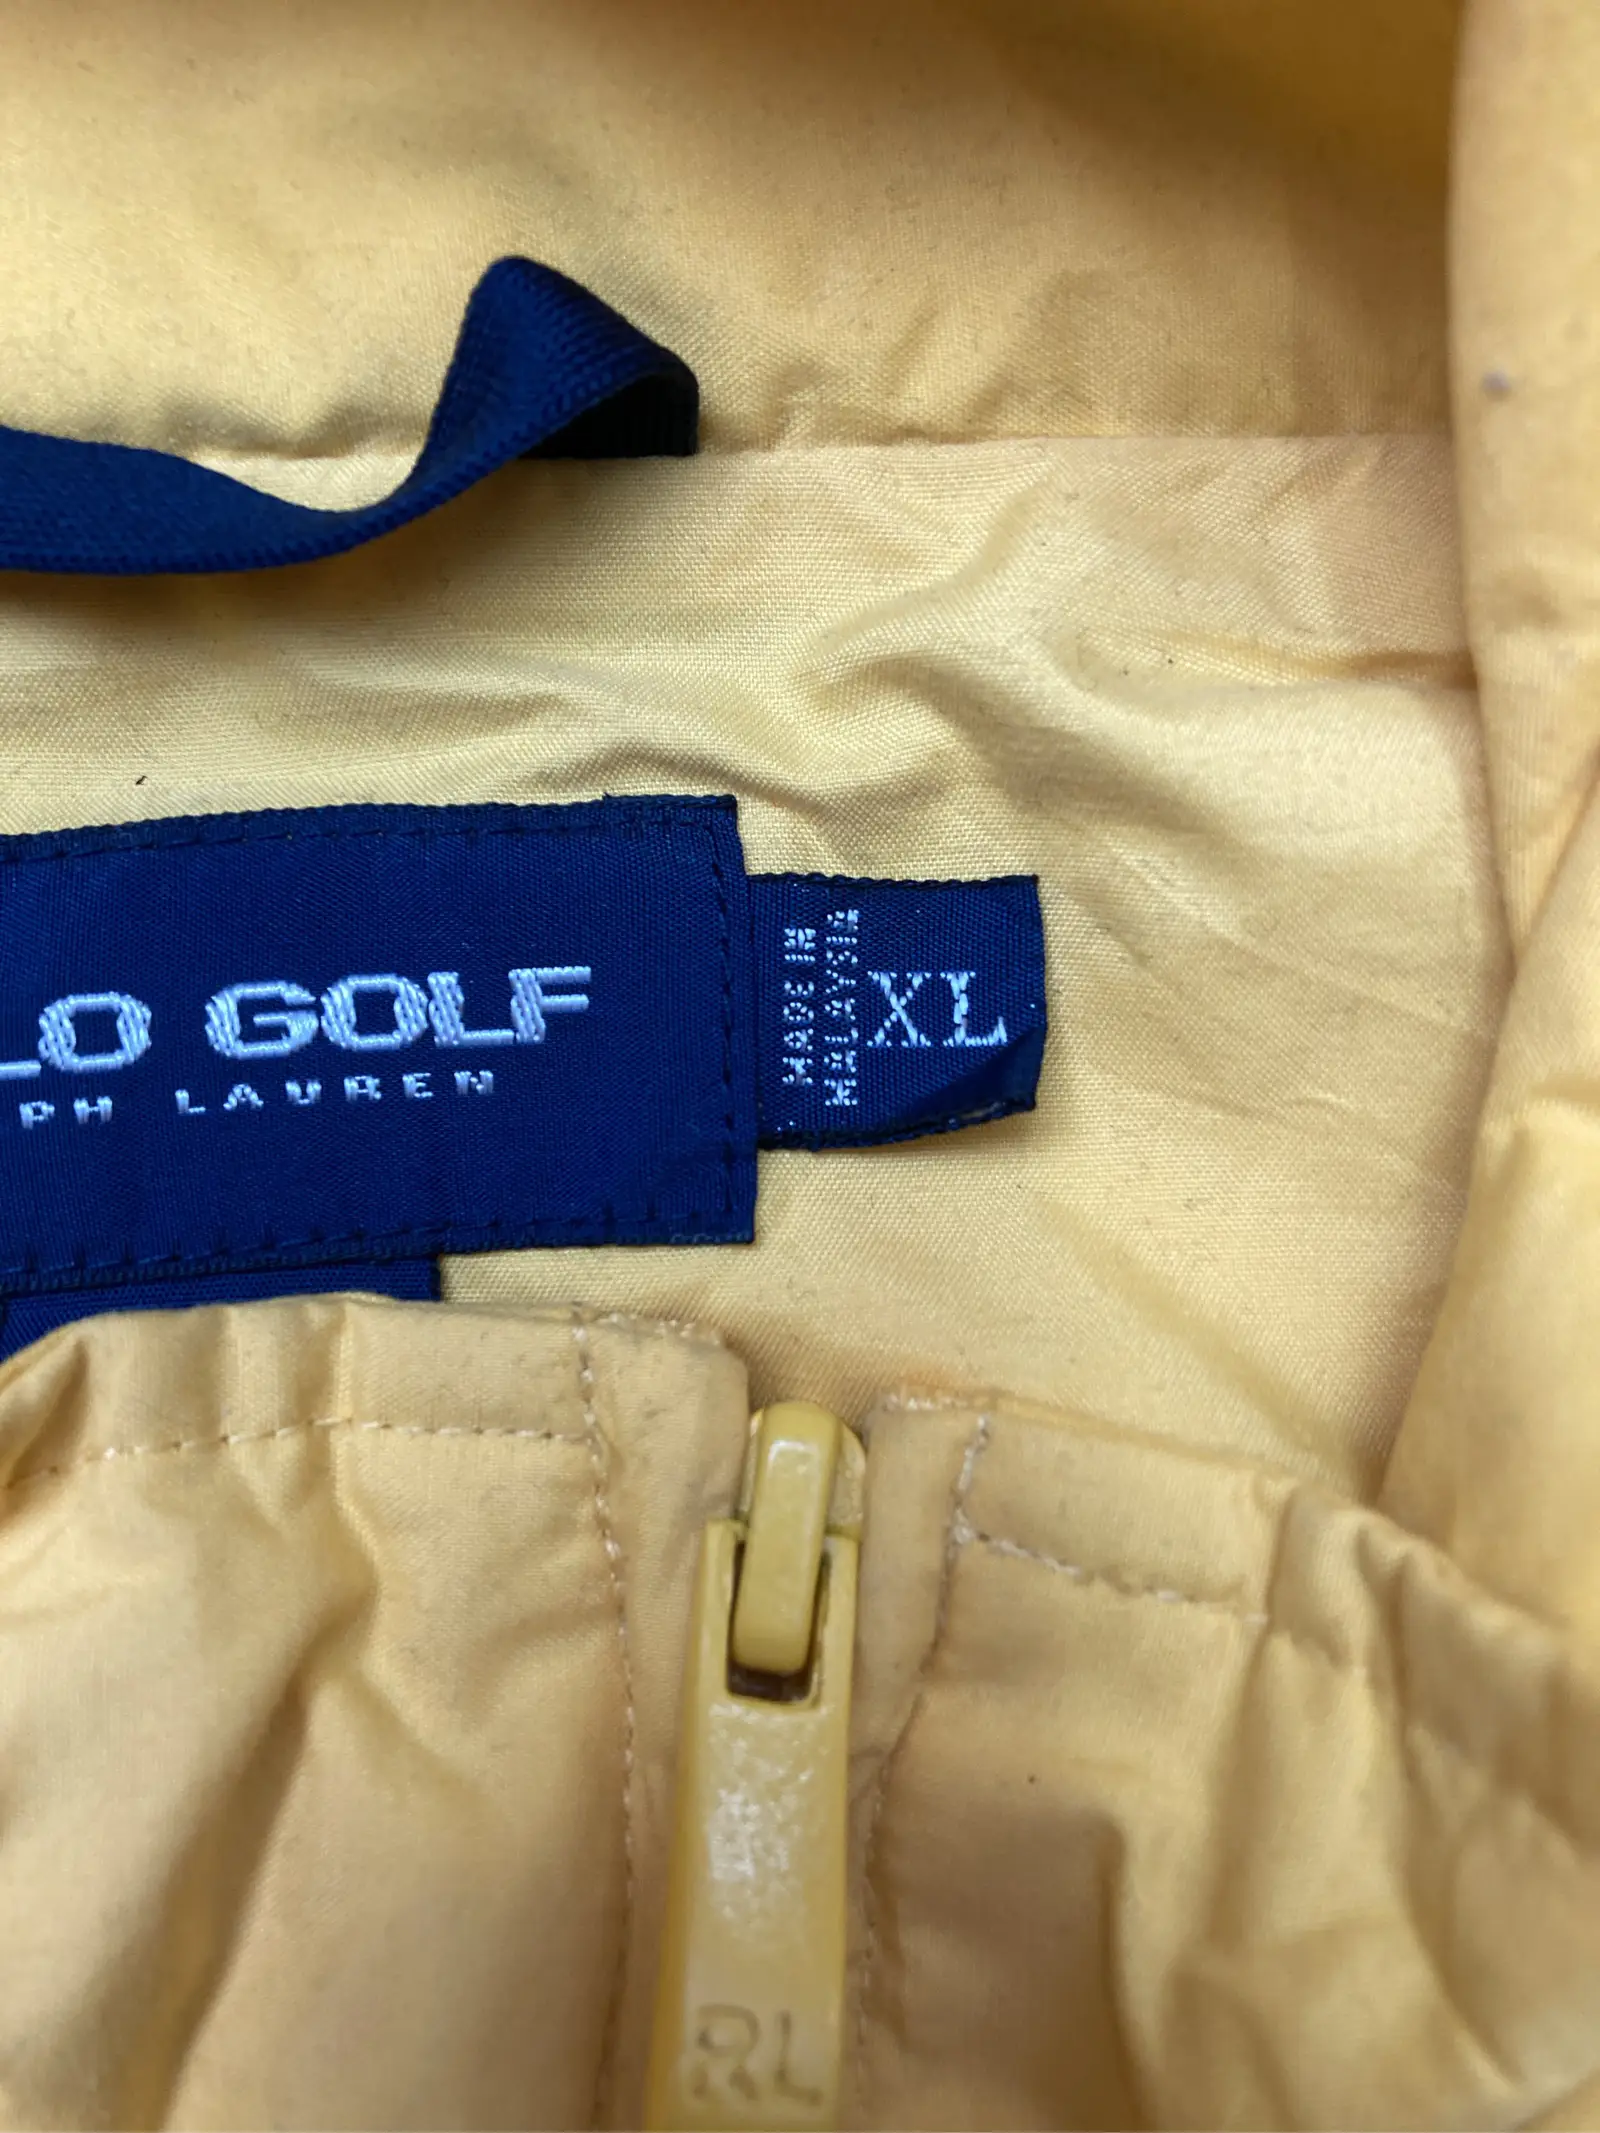 LO GOLF
PH LAUREN
MADE IN
MALAYSIA
XL
RL